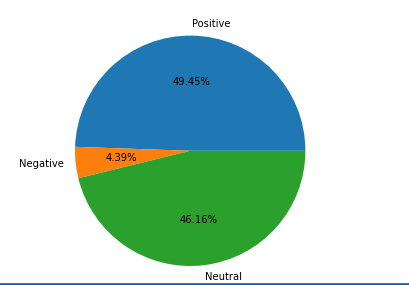 Positive
49.45%
Negative
4.39%
46.16%
Neutral